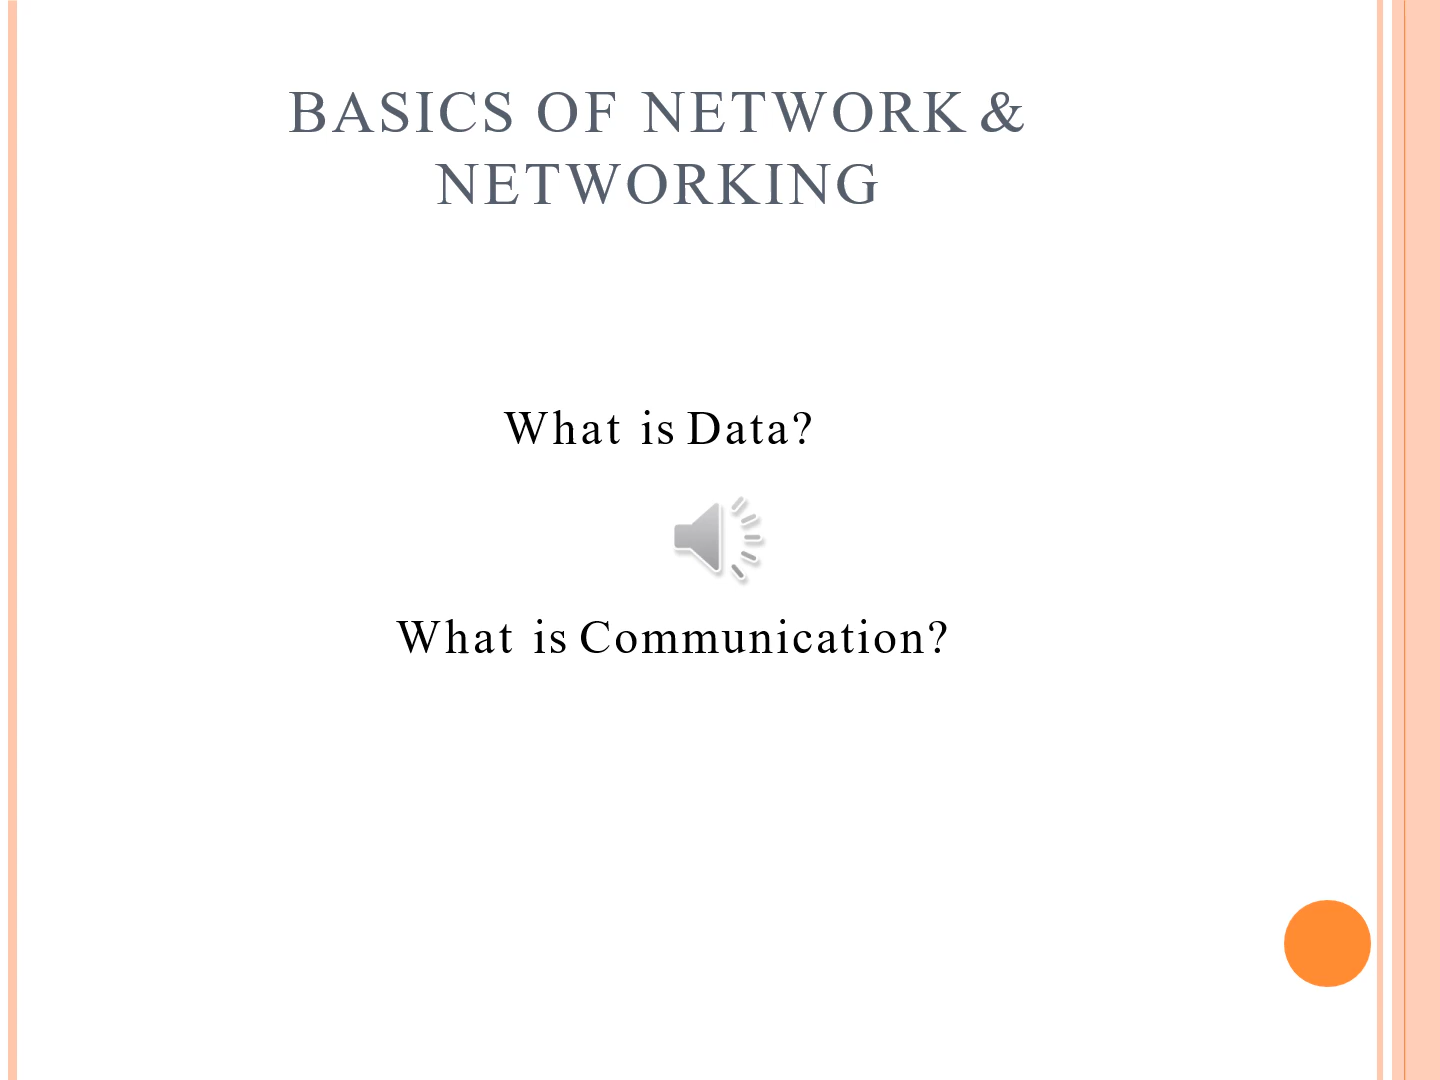 BASICS OF NETWORK &
NETWORKING
What is Data?
What is Communication?